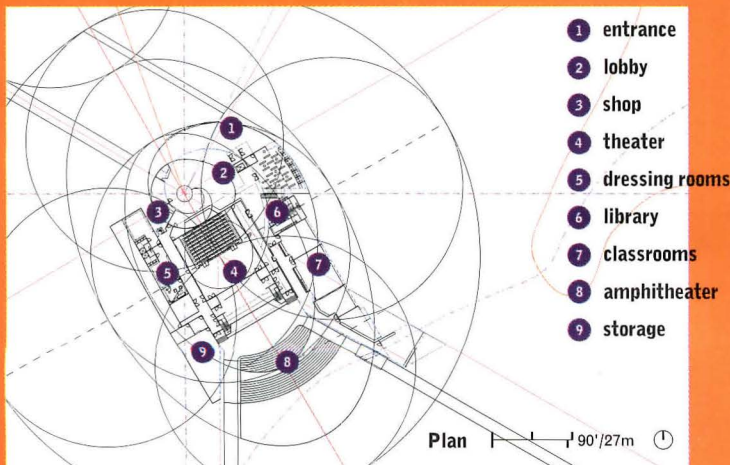 1 entrance
2 lobby
3 shop
4 theater
5 dressing rooms
6 library
7 classrooms
8 amphitheater
9 storage
1
2
3
6
4
5
7
9
8
Plan 90'/27m